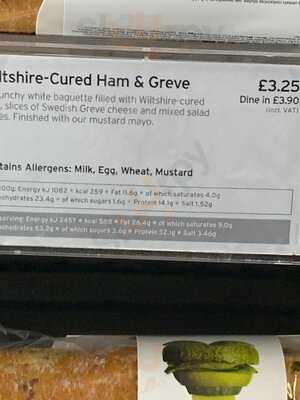 ltshire-Cured Ham & Greve
£3.25
unchy white baguette filled with Wiltshire-cured
Dine in £3.90
, slices of Swedish Greve cheese and mixed salad
(incl. VAT)
es. Finished with our mustard mayo.
tains Allergens: Milk, Egg, Wheat, Mustard
00g: Energy kJ 1082 • kcal 259 • Fat 11.6g • of which saturates 4.0g
ohydrates 23.4g • of which sugars 1.6g • Protein 14.1g • Salt 1.52g
serving: Energy kJ 2457 • kcal 588 • Fat 26.4g • of which saturates 9.0g
ohydrates 53.2g • of which sugars 3.6g • Protein 32.1g • Salt 3.46g